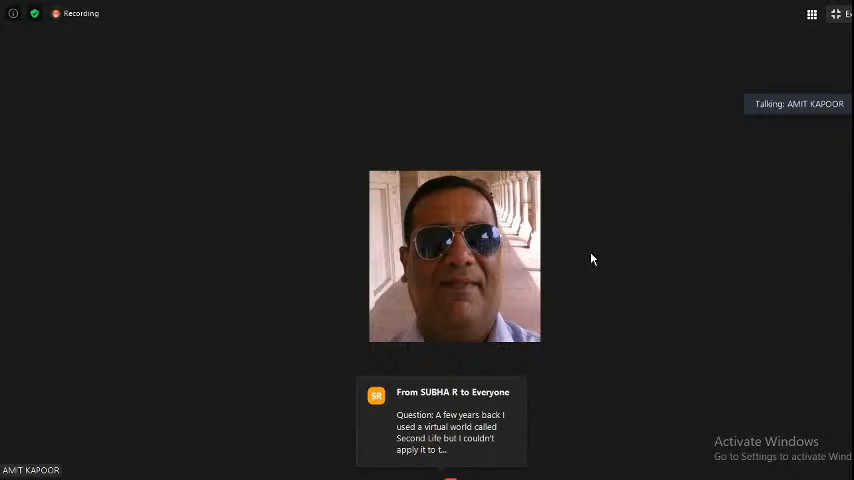 Recording
Ex
Talking: AMIT KAPOOR
SR
From SUBHA R to Everyone
Question: A few years back I
used a virtual world called
Second Life but I couldn't
apply it to t...
Activate Windows
Go to Settings to activate Wind
AMIT KAPOOR